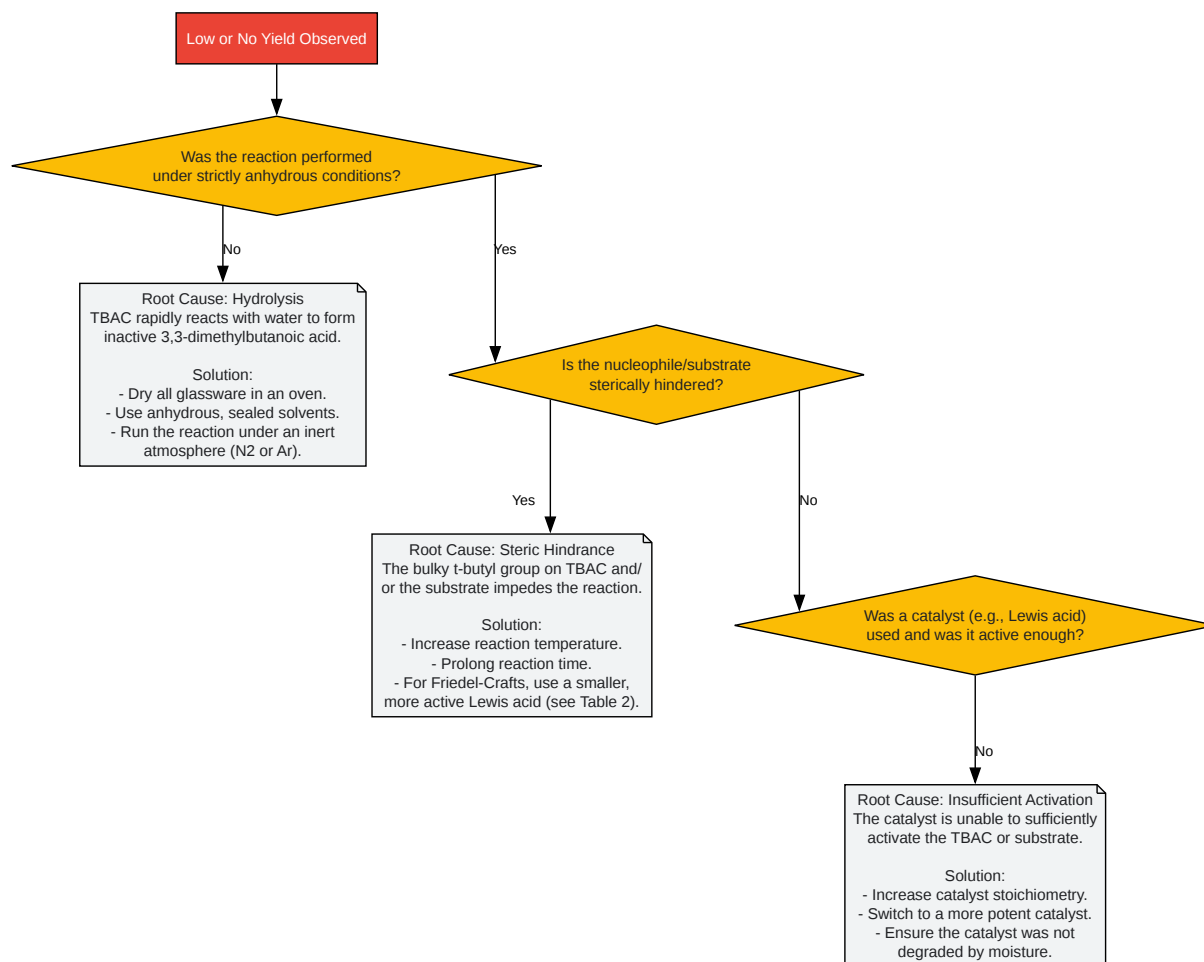 Low or No Yield Observed
Was the reaction performed
under strictly anhydrous conditions?
No
Yes
Root Cause: Hydrolysis
TBAC rapidly reacts with water to form
inactive 3,3-dimethylbutanoic acid.
Solution:
- Dry all glassware in an oven.
- Use anhydrous, sealed solvents.
- Run the reaction under an inert
atmosphere (N2 or Ar).
Is the nucleophile/substrate
sterically hindered?
Yes
No
Root Cause: Steric Hindrance
The bulky t-butyl group on TBAC and/
or the substrate impedes the reaction.
Solution:
- Increase reaction temperature.
- Prolong reaction time.
- For Friedel-Crafts, use a smaller,
more active Lewis acid (see Table 2).
Was a catalyst (e.g., Lewis acid)
used and was it active enough?
No
Root Cause: Insufficient Activation
The catalyst is unable to sufficiently
activate the TBAC or substrate.
Solution:
- Increase catalyst stoichiometry.
- Switch to a more potent catalyst.
- Ensure the catalyst was not
degraded by moisture.